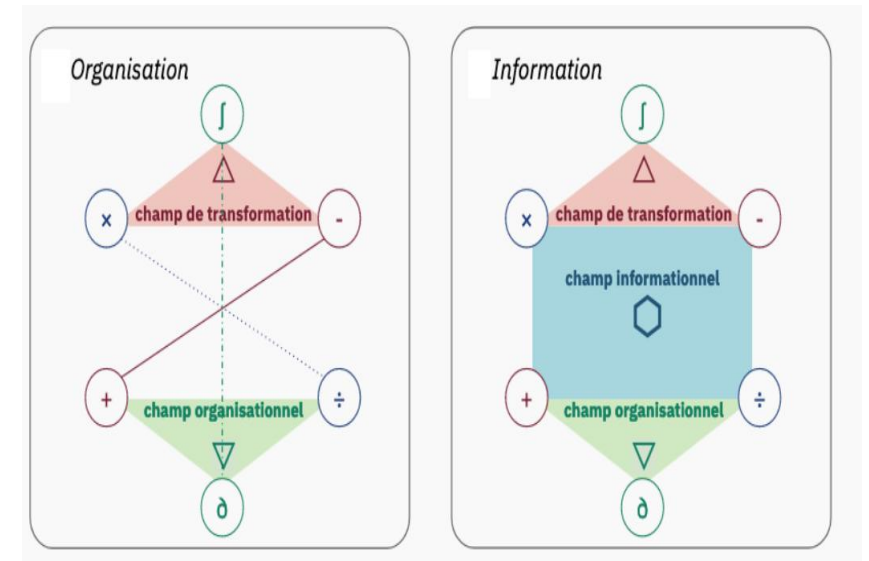 Organisation
∫
△
× champ de transformation -
+ champ organisationnel ÷
▽
∂
Information
∫
△
× champ de transformation -
champ informationnel
⬡
+ champ organisationnel ÷
▽
∂